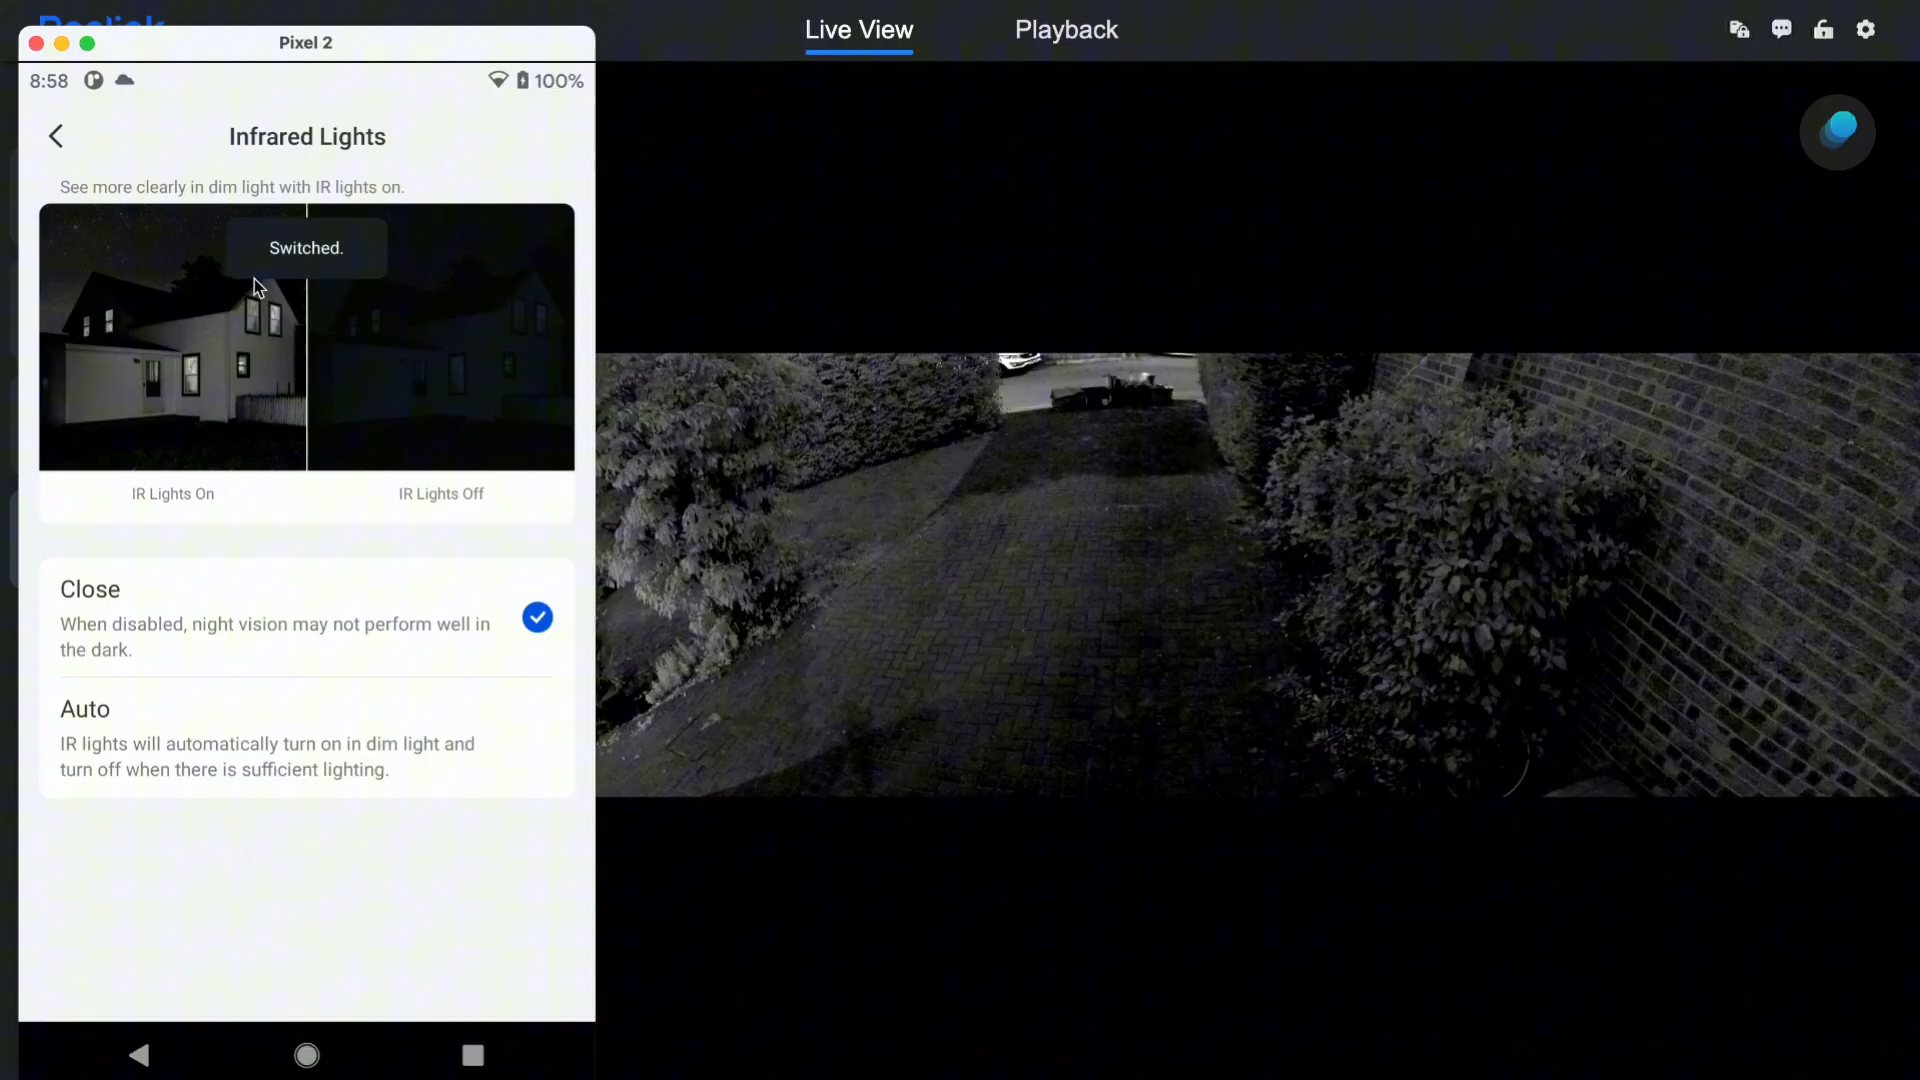 Live View
Playback
Pixel 2
8:58
100%
Infrared Lights
See more clearly in dim light with IR lights on.
Switched.
IR Lights On
IR Lights Off
Close
When disabled, night vision may not perform well in
the dark.
Auto
IR lights will automatically turn on in dim light and
turn off when there is sufficient lighting.